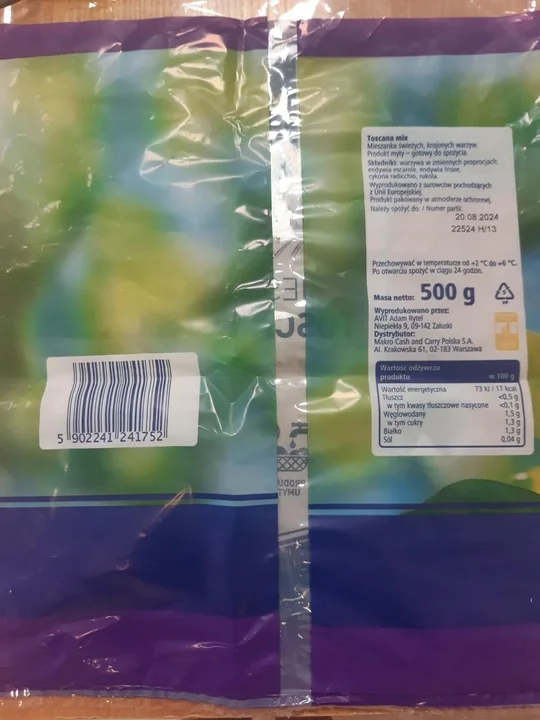 Toscana mix
Mieszanka świeżych, krojonych warzyw.
Produkt myty – gotowy do spożycia.
Składniki: warzywa w zmiennych proporcjach:
endywia escarole, endywia frisee,
cykoria radicchio, rukola.
Wyprodukowano z surowców pochodzących
z Unii Europejskiej.
Produkt pakowany w atmosferze ochronnej.
Należy spożyć do: / Numer partii:
20.08.2024
22524 H/13
Przechowywać w temperaturze od +2 °C do +6 °C.
Po otwarciu spożyć w ciągu 24 godzin.
Masa netto: 500 g
Wyprodukowano przez:
AVIT Adam Rytel
Niepiekła 9, 09-142 Załuski
Dystrybutor:
Makro Cash and Carry Polska S.A.
Al. Krakowska 61, 02-183 Warszawa
Wartość odżywcza
produktu w 100 g
Wartość energetyczna 73 kJ / 17 kcal
Tłuszcz <0,5 g
w tym kwasy tłuszczowe nasycone <0,1 g
Węglowodany 1,5 g
w tym cukry 1,3 g
Białko 1,3 g
Sól 0,04 g
5 902241 241752